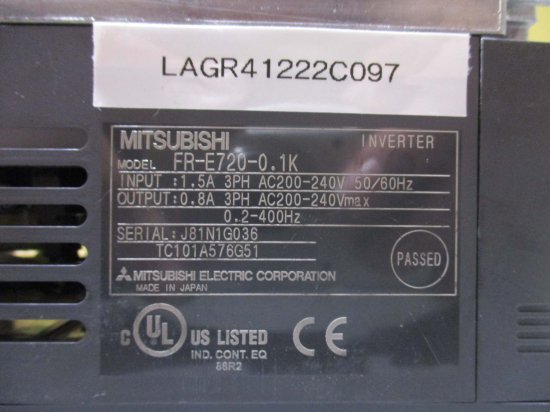 LAGR41222C097
MITSUBISHI INVERTER
MODEL FR-E720-0.1K
INPUT :1.5A 3PH AC200-240V 50/60Hz
OUTPUT:0.8A 3PH AC200-240Vmax
0.2-400Hz
SERIAL:J81N1G036
TC101A576G51
PASSED
MITSUBISHI ELECTRIC CORPORATION
MADE IN JAPAN
C UL US LISTED CE
IND. CONT. EQ
88R2